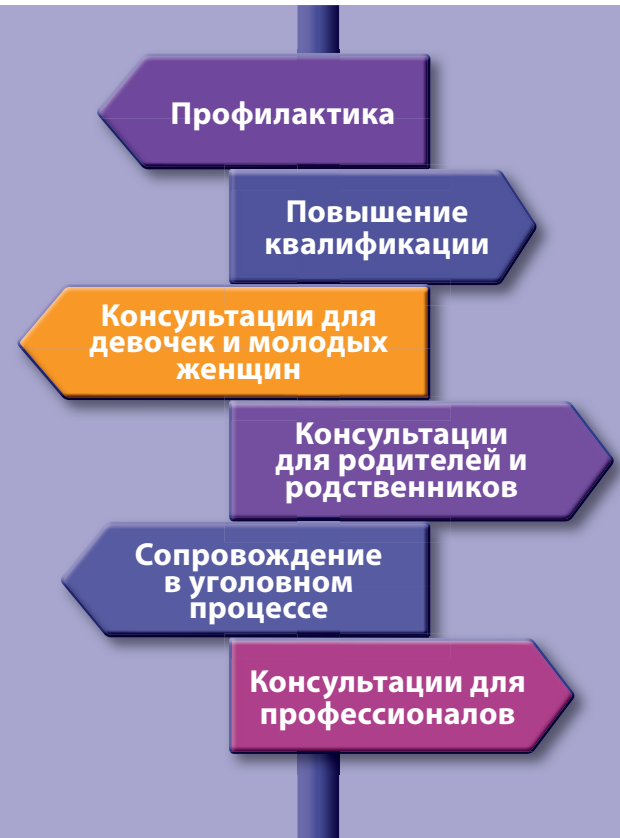 Профилактика
Повышение
квалификации
Консультации для
девочек и молодых
женщин
Консультации
для родителей и
родственников
Сопровождение
в уголовном
процессе
Консультации для
профессионалов